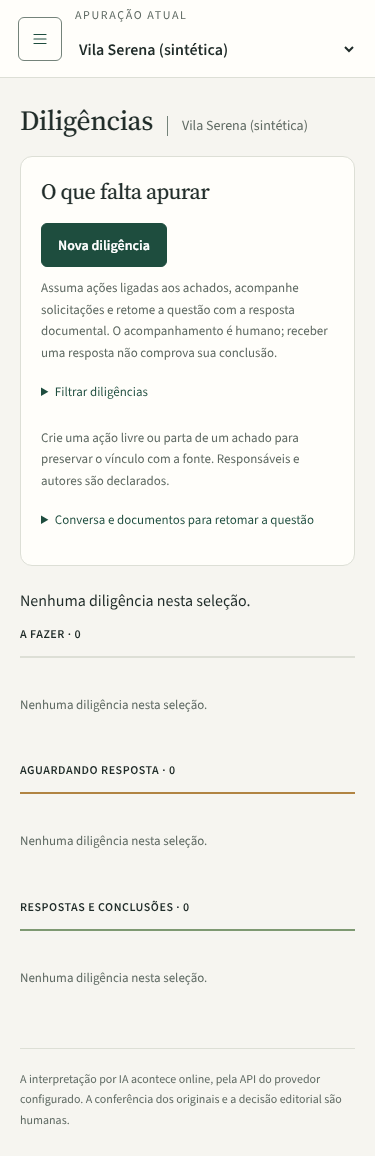 APURAÇÃO ATUAL
Vila Serena (sintética)
Diligências
Vila Serena (sintética)
O que falta apurar
Nova diligência
Assuma ações ligadas aos achados, acompanhe
solicitações e retome a questão com a resposta
documental. O acompanhamento é humano; receber
uma resposta não comprova sua conclusão.
Filtrar diligências
Crie uma ação livre ou parta de um achado para
preservar o vínculo com a fonte. Responsáveis e
autores são declarados.
Conversa e documentos para retomar a questão
Nenhuma diligência nesta seleção.
A FAZER · 0
Nenhuma diligência nesta seleção.
AGUARDANDO RESPOSTA · 0
Nenhuma diligência nesta seleção.
RESPOSTAS E CONCLUSÕES · 0
Nenhuma diligência nesta seleção.
A interpretação por IA acontece online, pela API do provedor
configurado. A conferência dos originais e a decisão editorial são
humanas.